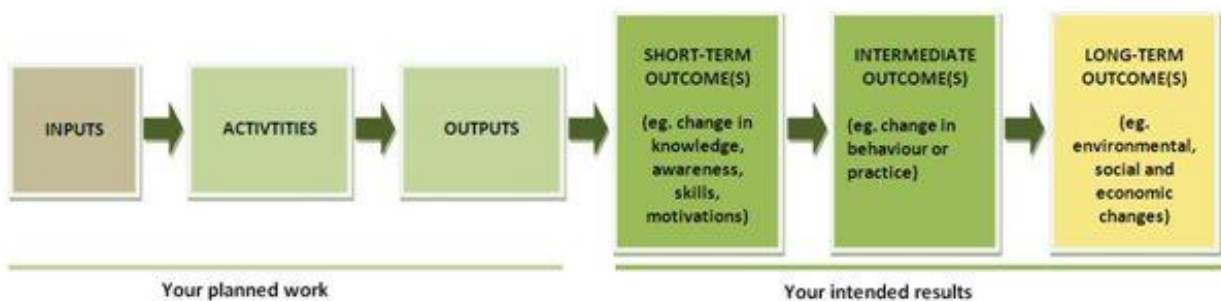 INPUTS
ACTIVTITIES
OUTPUTS
SHORT-TERM
OUTCOME(S)
(eg. change in
knowledge,
awareness,
skills,
motivations)
INTERMEDIATE
OUTCOME(S)
(eg. change in
behaviour or
practice)
LONG-TERM
OUTCOME(S)
(eg.
environmental,
social and
economic
changes)
Your planned work
Your intended results